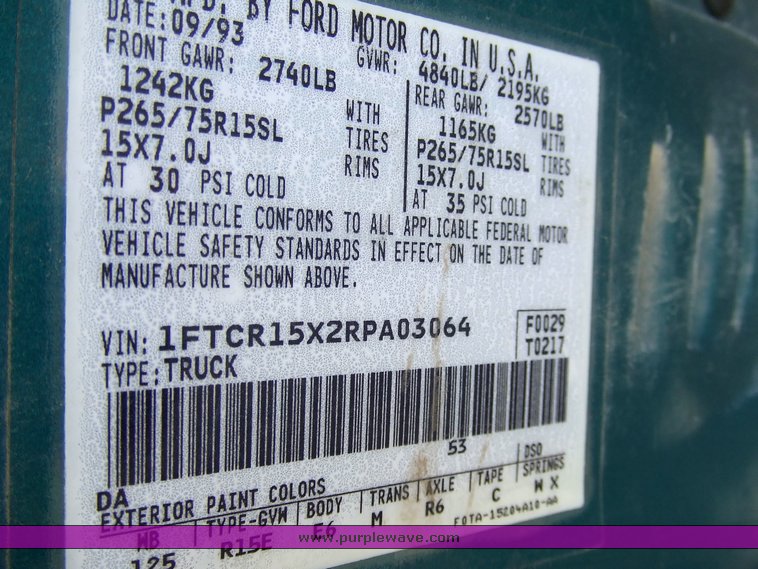 MFD. BY FORD MOTOR CO. IN U.S.A.
DATE: 09/93 GVWR: 4840LB/ 2195KG
FRONT GAWR: 2740LB REAR GAWR: 2570LB
1242KG WITH 1165KG WITH
P265/75R15SL TIRES P265/75R15SL TIRES
15X7.0J RIMS 15X7.0J RIMS
AT 30 PSI COLD AT 35 PSI COLD
THIS VEHICLE CONFORMS TO ALL APPLICABLE FEDERAL MOTOR
VEHICLE SAFETY STANDARDS IN EFFECT ON THE DATE OF
MANUFACTURE SHOWN ABOVE.
VIN: 1FTCR15X2RPA03064 F0029
TYPE: TRUCK T0217
53 DSO
DA
EXTERIOR PAINT COLORS
WB TYPE-GVW BODY TRANS AXLE TAPE SPRINGS
125 R15E E6 M R6 C W X
F0TA-15204A10-AA
www.purplewave.com